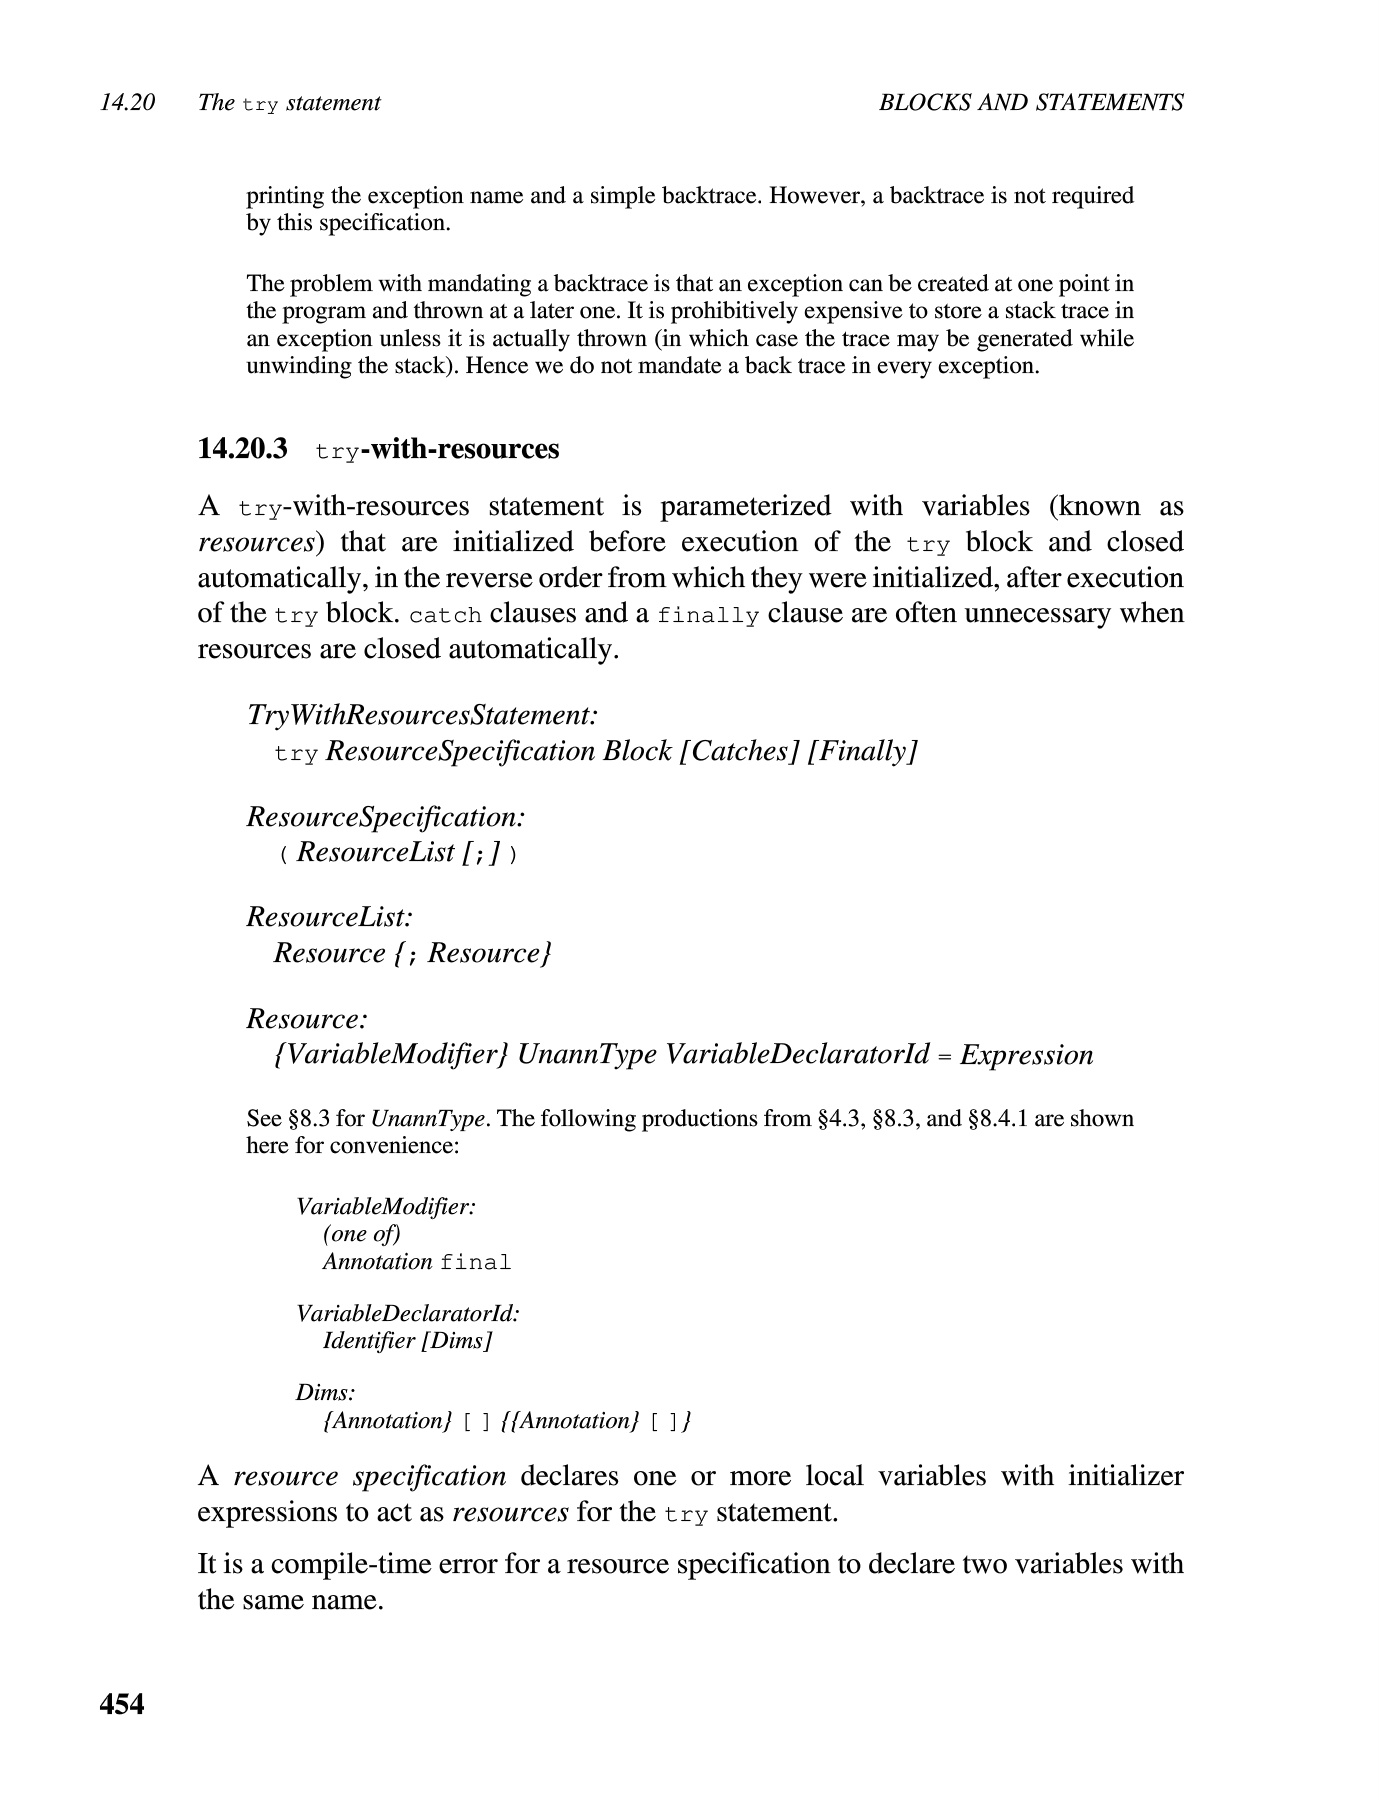 14.20 The try statement BLOCKS AND STATEMENTS
printing the exception name and a simple backtrace. However, a backtrace is not required
by this specification.
The problem with mandating a backtrace is that an exception can be created at one point in
the program and thrown at a later one. It is prohibitively expensive to store a stack trace in
an exception unless it is actually thrown (in which case the trace may be generated while
unwinding the stack). Hence we do not mandate a back trace in every exception.
14.20.3 try-with-resources
A try-with-resources statement is parameterized with variables (known as
resources) that are initialized before execution of the try block and closed
automatically, in the reverse order from which they were initialized, after execution
of the try block. catch clauses and a finally clause are often unnecessary when
resources are closed automatically.
TryWithResourcesStatement:
try ResourceSpecification Block [Catches] [Finally]
ResourceSpecification:
( ResourceList [;] )
ResourceList:
Resource {; Resource}
Resource:
{VariableModifier} UnannType VariableDeclaratorId = Expression
See §8.3 for UnannType. The following productions from §4.3, §8.3, and §8.4.1 are shown
here for convenience:
VariableModifier:
(one of)
Annotation final
VariableDeclaratorId:
Identifier [Dims]
Dims:
{Annotation} [ ] {{Annotation} [ ]}
A resource specification declares one or more local variables with initializer
expressions to act as resources for the try statement.
It is a compile-time error for a resource specification to declare two variables with
the same name.
454